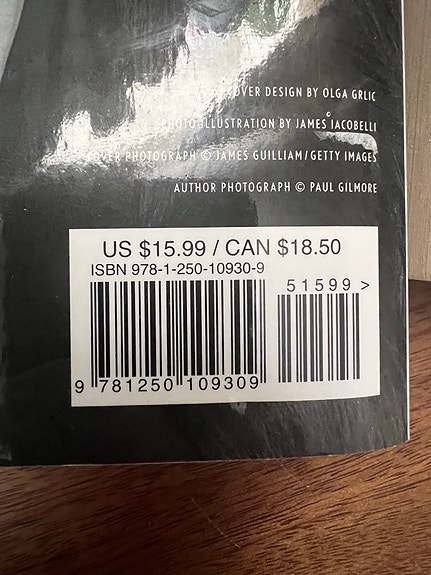 COVER DESIGN BY OLGA GRLIC
PHOTO ILLUSTRATION BY JAMES IACOBELLI
COVER PHOTOGRAPH © JAMES GUILLIAM/GETTY IMAGES
AUTHOR PHOTOGRAPH © PAUL GILMORE
US $15.99 / CAN $18.50
ISBN 978-1-250-10930-9
51599 >
9 781250 109309